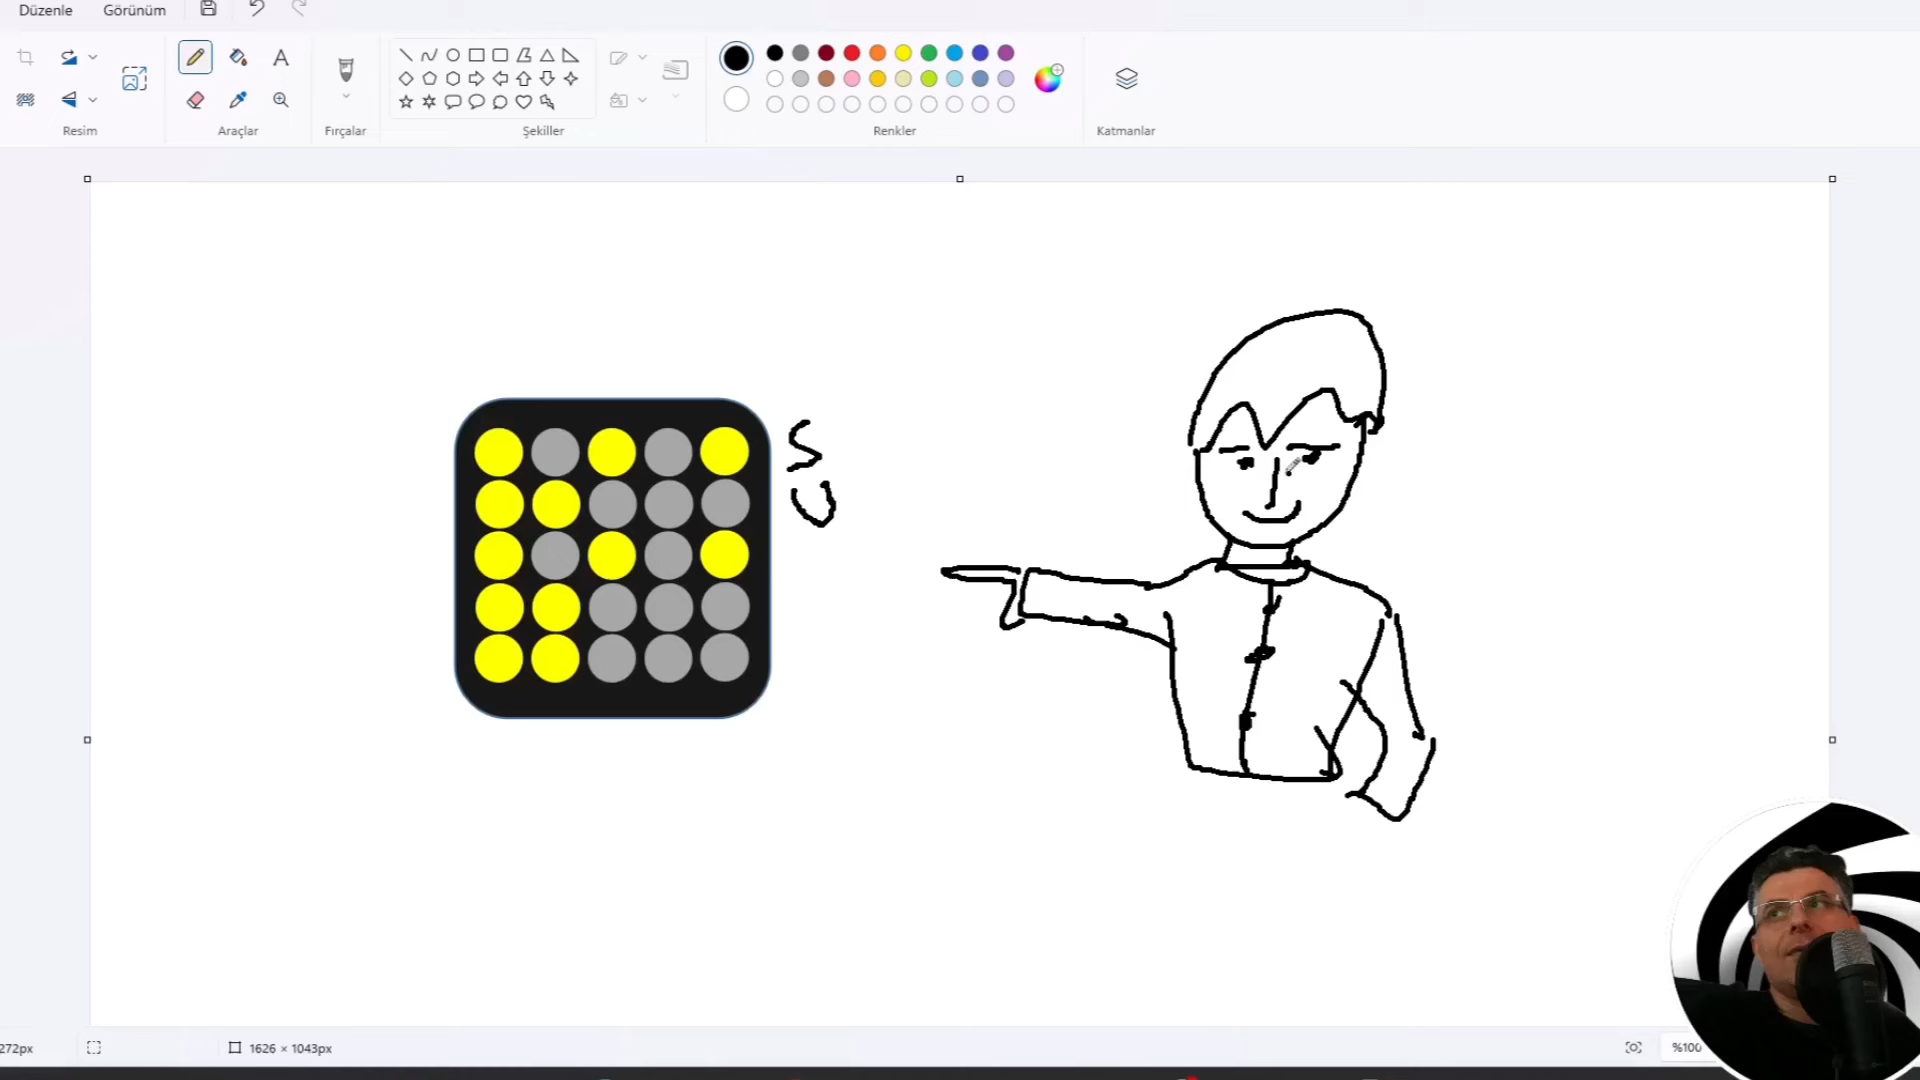 Düzenle Görünüm
A
Resim Araçlar Fırçalar Şekiller Renkler Katmanlar
S
U
272px 1626 × 1043px %100